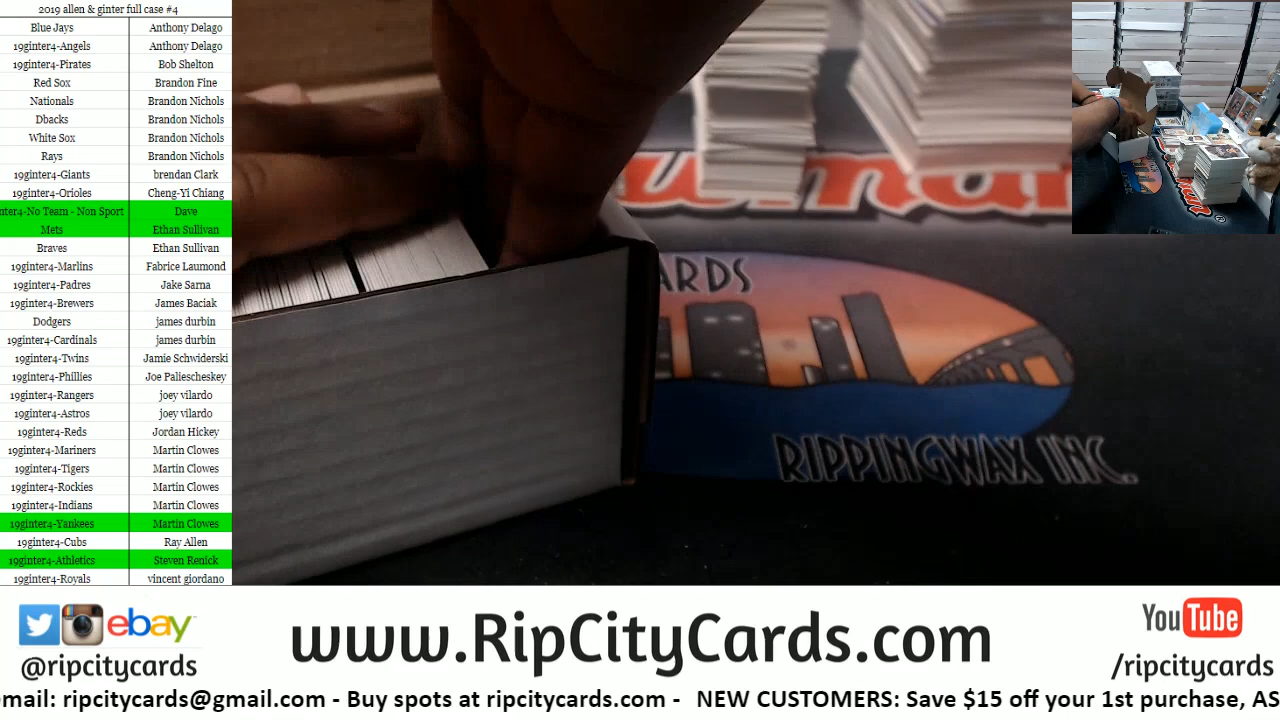 2019 allen & ginter full case #4
Blue Jays Anthony Delago
19ginter4-Angels Anthony Delago
19ginter4-Pirates Bob Shelton
Red Sox Brandon Fine
Nationals Brandon Nichols
Dbacks Brandon Nichols
White Sox Brandon Nichols
Rays Brandon Nichols
19ginter4-Giants brendan Clark
19ginter4-Orioles Cheng-Yi Chiang
nter4-No Team - Non Sport Dave
Mets Ethan Sullivan
Braves Ethan Sullivan
19ginter4-Marlins Fabrice Laumond
19ginter4-Padres Jake Sarna
19ginter4-Brewers James Baciak
Dodgers james durbin
19ginter4-Cardinals james durbin
19ginter4-Twins Jamie Schwiderski
19ginter4-Phillies Joe Paliescheskey
19ginter4-Rangers joey vilardo
19ginter4-Astros joey vilardo
19ginter4-Reds Jordan Hickey
19ginter4-Mariners Martin Clowes
19ginter4-Tigers Martin Clowes
19ginter4-Rockies Martin Clowes
19ginter4-Indians Martin Clowes
19ginter4-Yankees Martin Clowes
19ginter4-Cubs Ray Allen
19ginter4-Athletics Steven Renick
19ginter4-Royals vincent giordano
ARDS
RIPPINGWAX INC.
ebay
@ripcitycards
www.RipCityCards.com
YouTube
/ripcitycards
email: ripcitycards@gmail.com - Buy spots at ripcitycards.com - NEW CUSTOMERS: Save $15 off your 1st purchase, AS